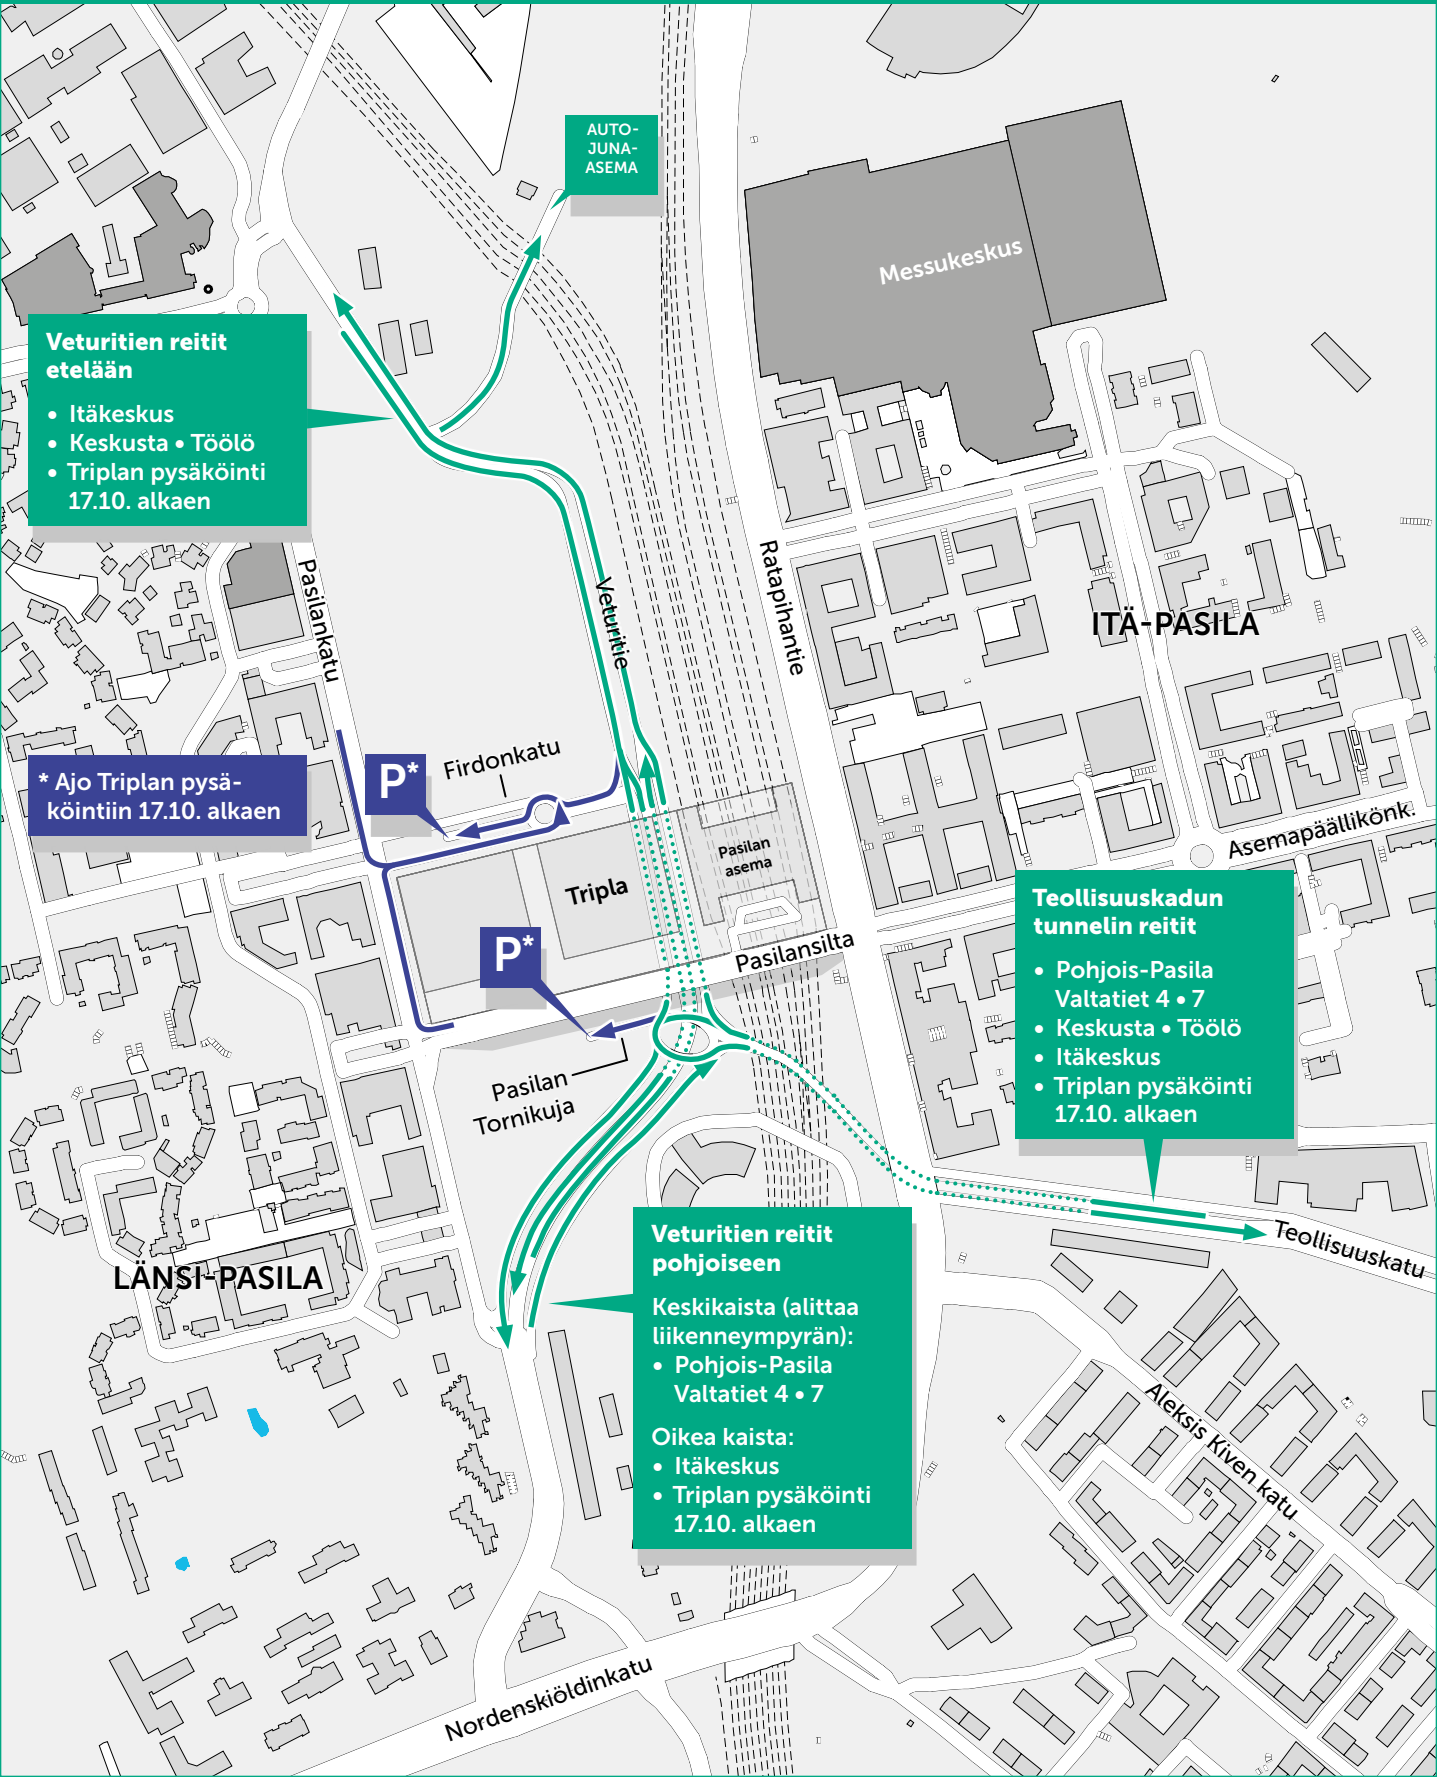 AUTO-
JUNA-
ASEMA
Messukeskus
Veturitien reitit
etelään
• Itäkeskus
• Keskusta • Töölö
• Triplan pysäköinti
17.10. alkaen
Pasilankatu
Veturitie
Ratapihantie
ITÄ-PASILA
* Ajo Triplan pysä-
köintiin 17.10. alkaen
P*
Firdonkatu
Pasilan
asema
Tripla
Asemapäällikönk.
P*
Pasilansilta
Teollisuuskadun
tunnelin reitit
• Pohjois-Pasila
Valtatiet 4 • 7
• Keskusta • Töölö
• Itäkeskus
• Triplan pysäköinti
17.10. alkaen
Pasilan
Tornikuja
Teollisuuskatu
LÄNSI-PASILA
Veturitien reitit
pohjoiseen
Keskikaista (alittaa
liikenneympyrän):
• Pohjois-Pasila
Valtatiet 4 • 7
Oikea kaista:
• Itäkeskus
• Triplan pysäköinti
17.10. alkaen
Aleksis Kiven katu
Nordenskiöldinkatu